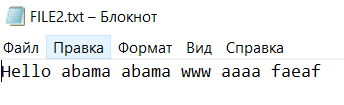 FILE2.txt – Блокнот
Файл Правка Формат Вид Справка
Hello abama abama www aaaa faeaf